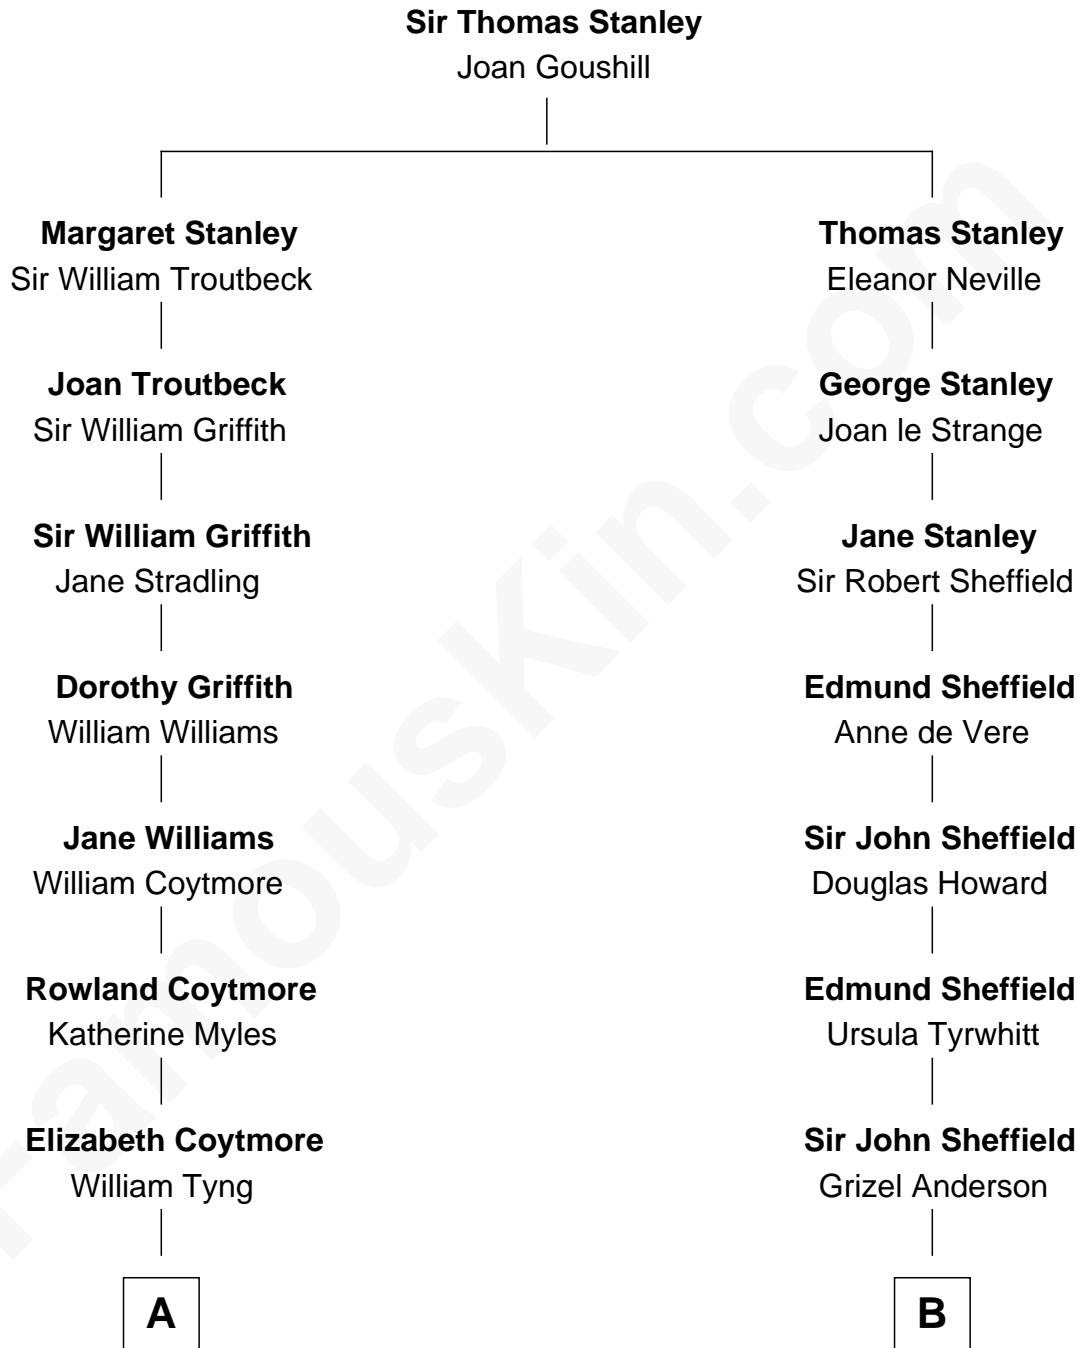 Sir Thomas Stanley
Joan Goushill
Margaret Stanley
Sir William Troutbeck
Thomas Stanley
Eleanor Neville
Joan Troutbeck
Sir William Griffith
George Stanley
Joan le Strange
Sir William Griffith
Jane Stradling
Jane Stanley
Sir Robert Sheffield
Dorothy Griffith
William Williams
Edmund Sheffield
Anne de Vere
Jane Williams
William Coytmore
Sir John Sheffield
Douglas Howard
Rowland Coytmore
Katherine Myles
Edmund Sheffield
Ursula Tyrwhitt
Elizabeth Coytmore
William Tyng
Sir John Sheffield
Grizel Anderson
A
B
FamousKin.com